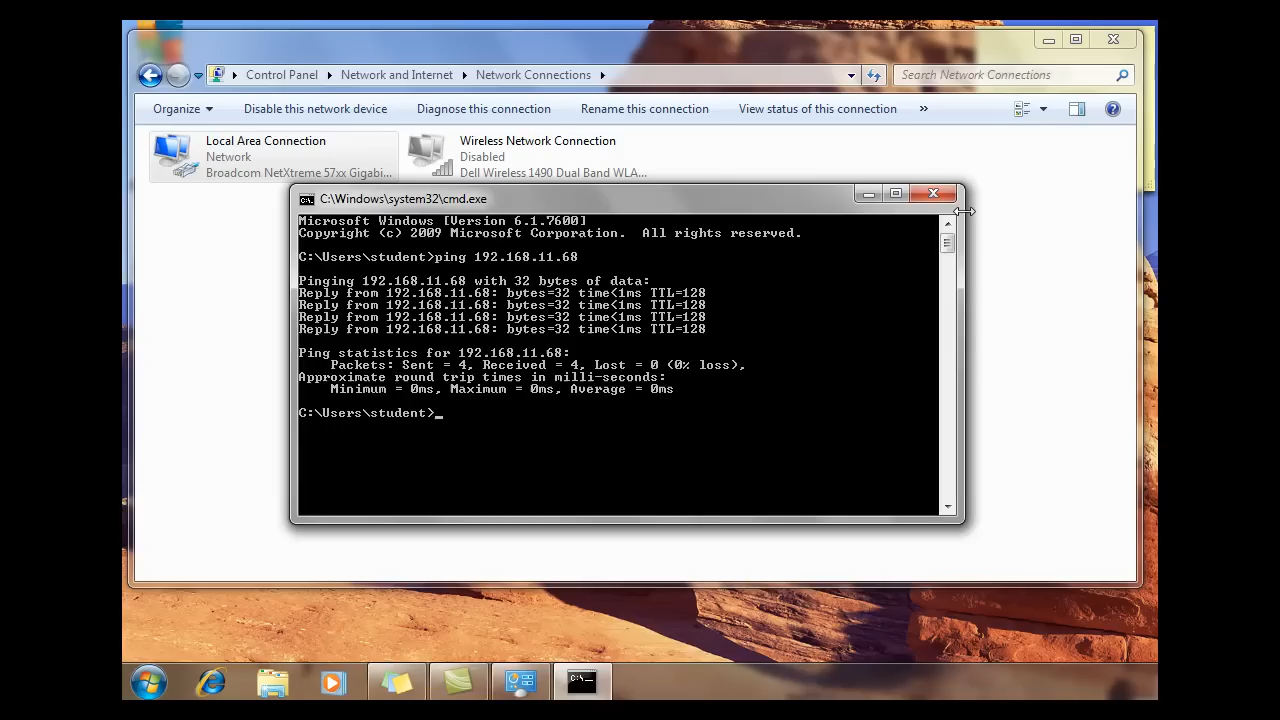 Control Panel
Network and Internet
Network Connections
Search Network Connections
Organize
Disable this network device
Diagnose this connection
Rename this connection
View status of this connection
»
Local Area Connection
Network
Broadcom NetXtreme 57xx Gigabi...
Wireless Network Connection
Disabled
Dell Wireless 1490 Dual Band WLA...
C:\Windows\system32\cmd.exe
Microsoft Windows [Version 6.1.7600]
Copyright (c) 2009 Microsoft Corporation.  All rights reserved.
C:\Users\student>ping 192.168.11.68
Pinging 192.168.11.68 with 32 bytes of data:
Reply from 192.168.11.68: bytes=32 time<1ms TTL=128
Reply from 192.168.11.68: bytes=32 time<1ms TTL=128
Reply from 192.168.11.68: bytes=32 time<1ms TTL=128
Reply from 192.168.11.68: bytes=32 time<1ms TTL=128
Ping statistics for 192.168.11.68:
    Packets: Sent = 4, Received = 4, Lost = 0 (0% loss),
Approximate round trip times in milli-seconds:
    Minimum = 0ms, Maximum = 0ms, Average = 0ms
C:\Users\student>_